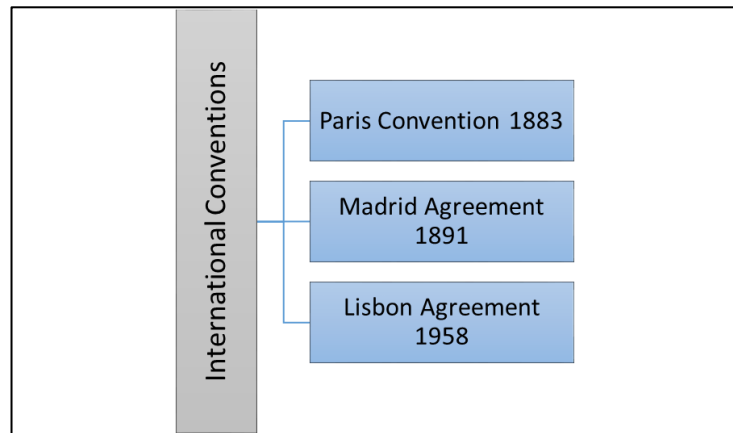 International Conventions
Paris Convention 1883
Madrid Agreement
1891
Lisbon Agreement
1958